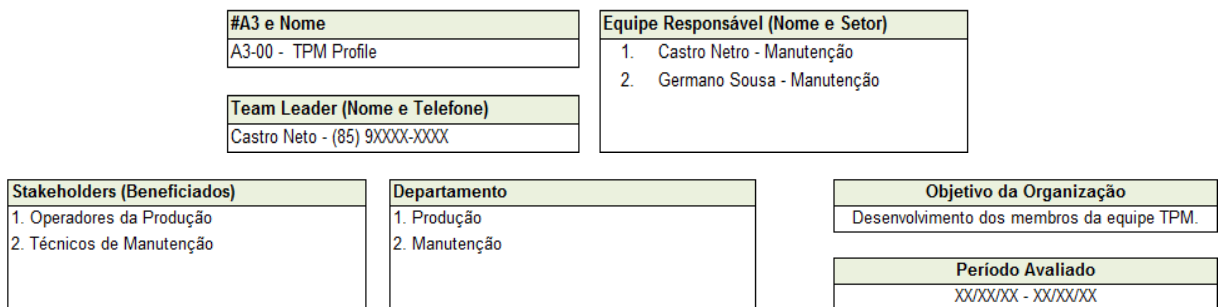 #A3 e Nome
A3-00 - TPM Profile
Equipe Responsável (Nome e Setor)
1. Castro Netro - Manutenção
2. Germano Sousa - Manutenção
Team Leader (Nome e Telefone)
Castro Neto - (85) 9XXXX-XXXX
Stakeholders (Beneficiados)
1. Operadores da Produção
2. Técnicos de Manutenção
Departamento
1. Produção
2. Manutenção
Objetivo da Organização
Desenvolvimento dos membros da equipe TPM.
Período Avaliado
XX/XX/XX - XX/XX/XX